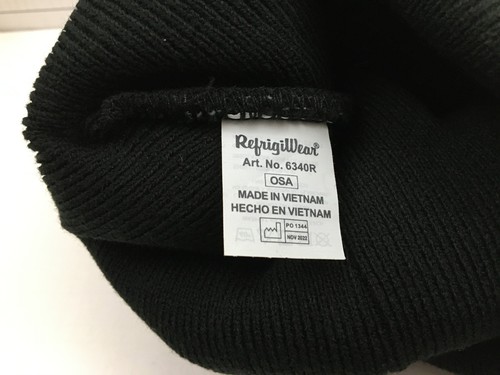 RefrigiWear®
Art. No. 6340R
OSA
MADE IN VIETNAM
HECHO EN VIETNAM
PO 1344
NOV 2022